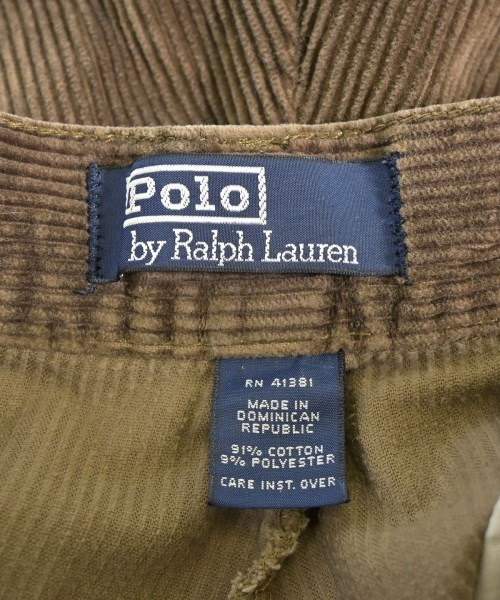 Polo
by Ralph Lauren
RN 41381
MADE IN
DOMINICAN
REPUBLIC
91% COTTON
9% POLYESTER
CARE INST. OVER